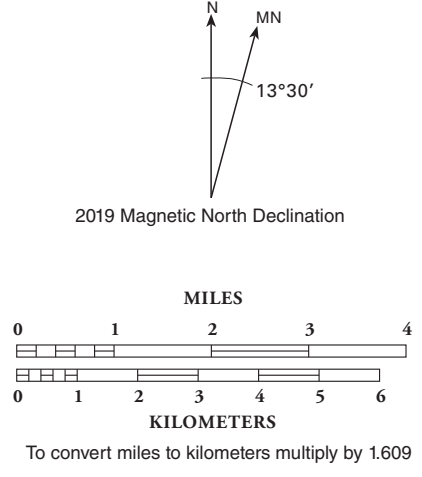 N
MN
13°30′
2019 Magnetic North Declination
MILES
0 1 2 3 4
0 1 2 3 4 5 6
KILOMETERS
To convert miles to kilometers multiply by 1.609